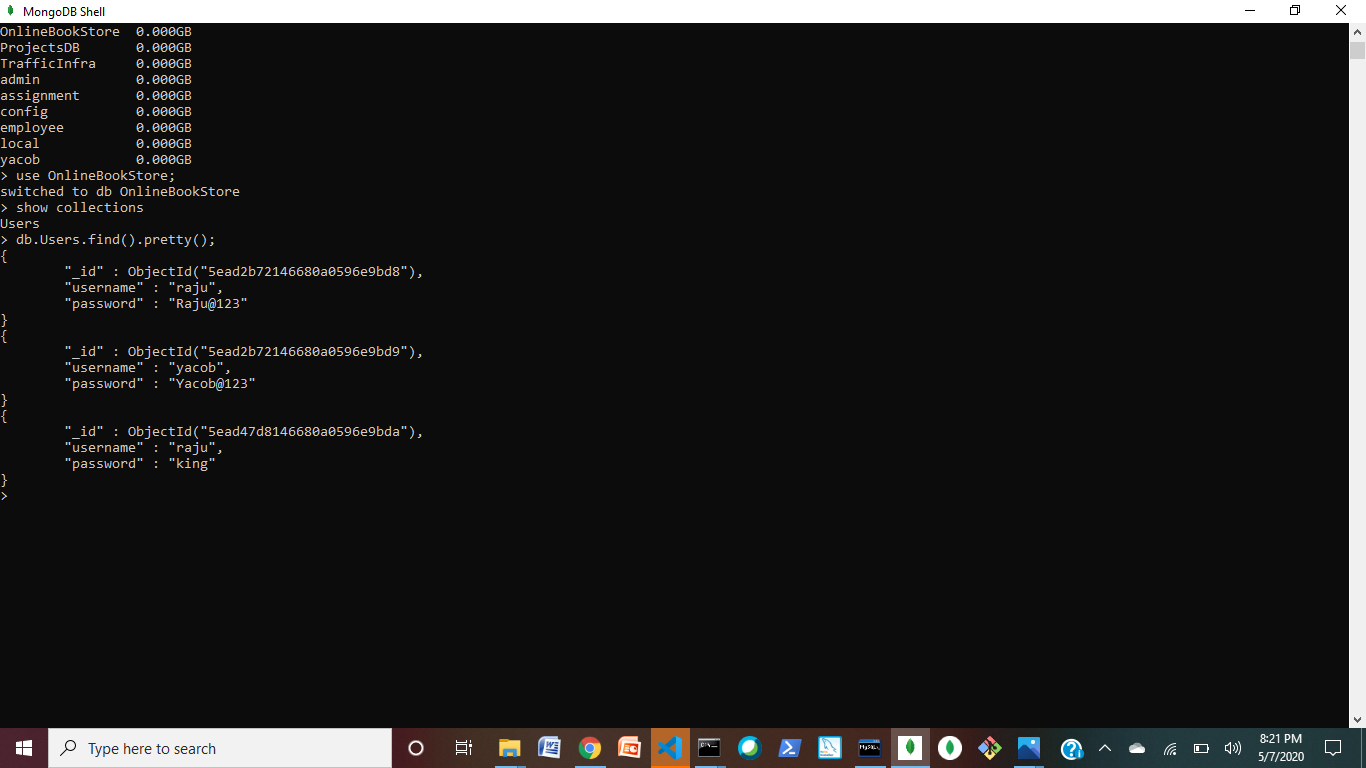 MongoDB Shell
OnlineBookStore  0.000GB
ProjectsDB       0.000GB
TrafficInfra     0.000GB
admin            0.000GB
assignment       0.000GB
config           0.000GB
employee         0.000GB
local            0.000GB
yacob            0.000GB
> use OnlineBookStore;
switched to db OnlineBookStore
> show collections
Users
> db.Users.find().pretty();
{
        "_id" : ObjectId("5ead2b72146680a0596e9bd8"),
        "username" : "raju",
        "password" : "Raju@123"
}
{
        "_id" : ObjectId("5ead2b72146680a0596e9bd9"),
        "username" : "yacob",
        "password" : "Yacob@123"
}
{
        "_id" : ObjectId("5ead47d8146680a0596e9bda"),
        "username" : "raju",
        "password" : "king"
}
>
Type here to search
8:21 PM
5/7/2020